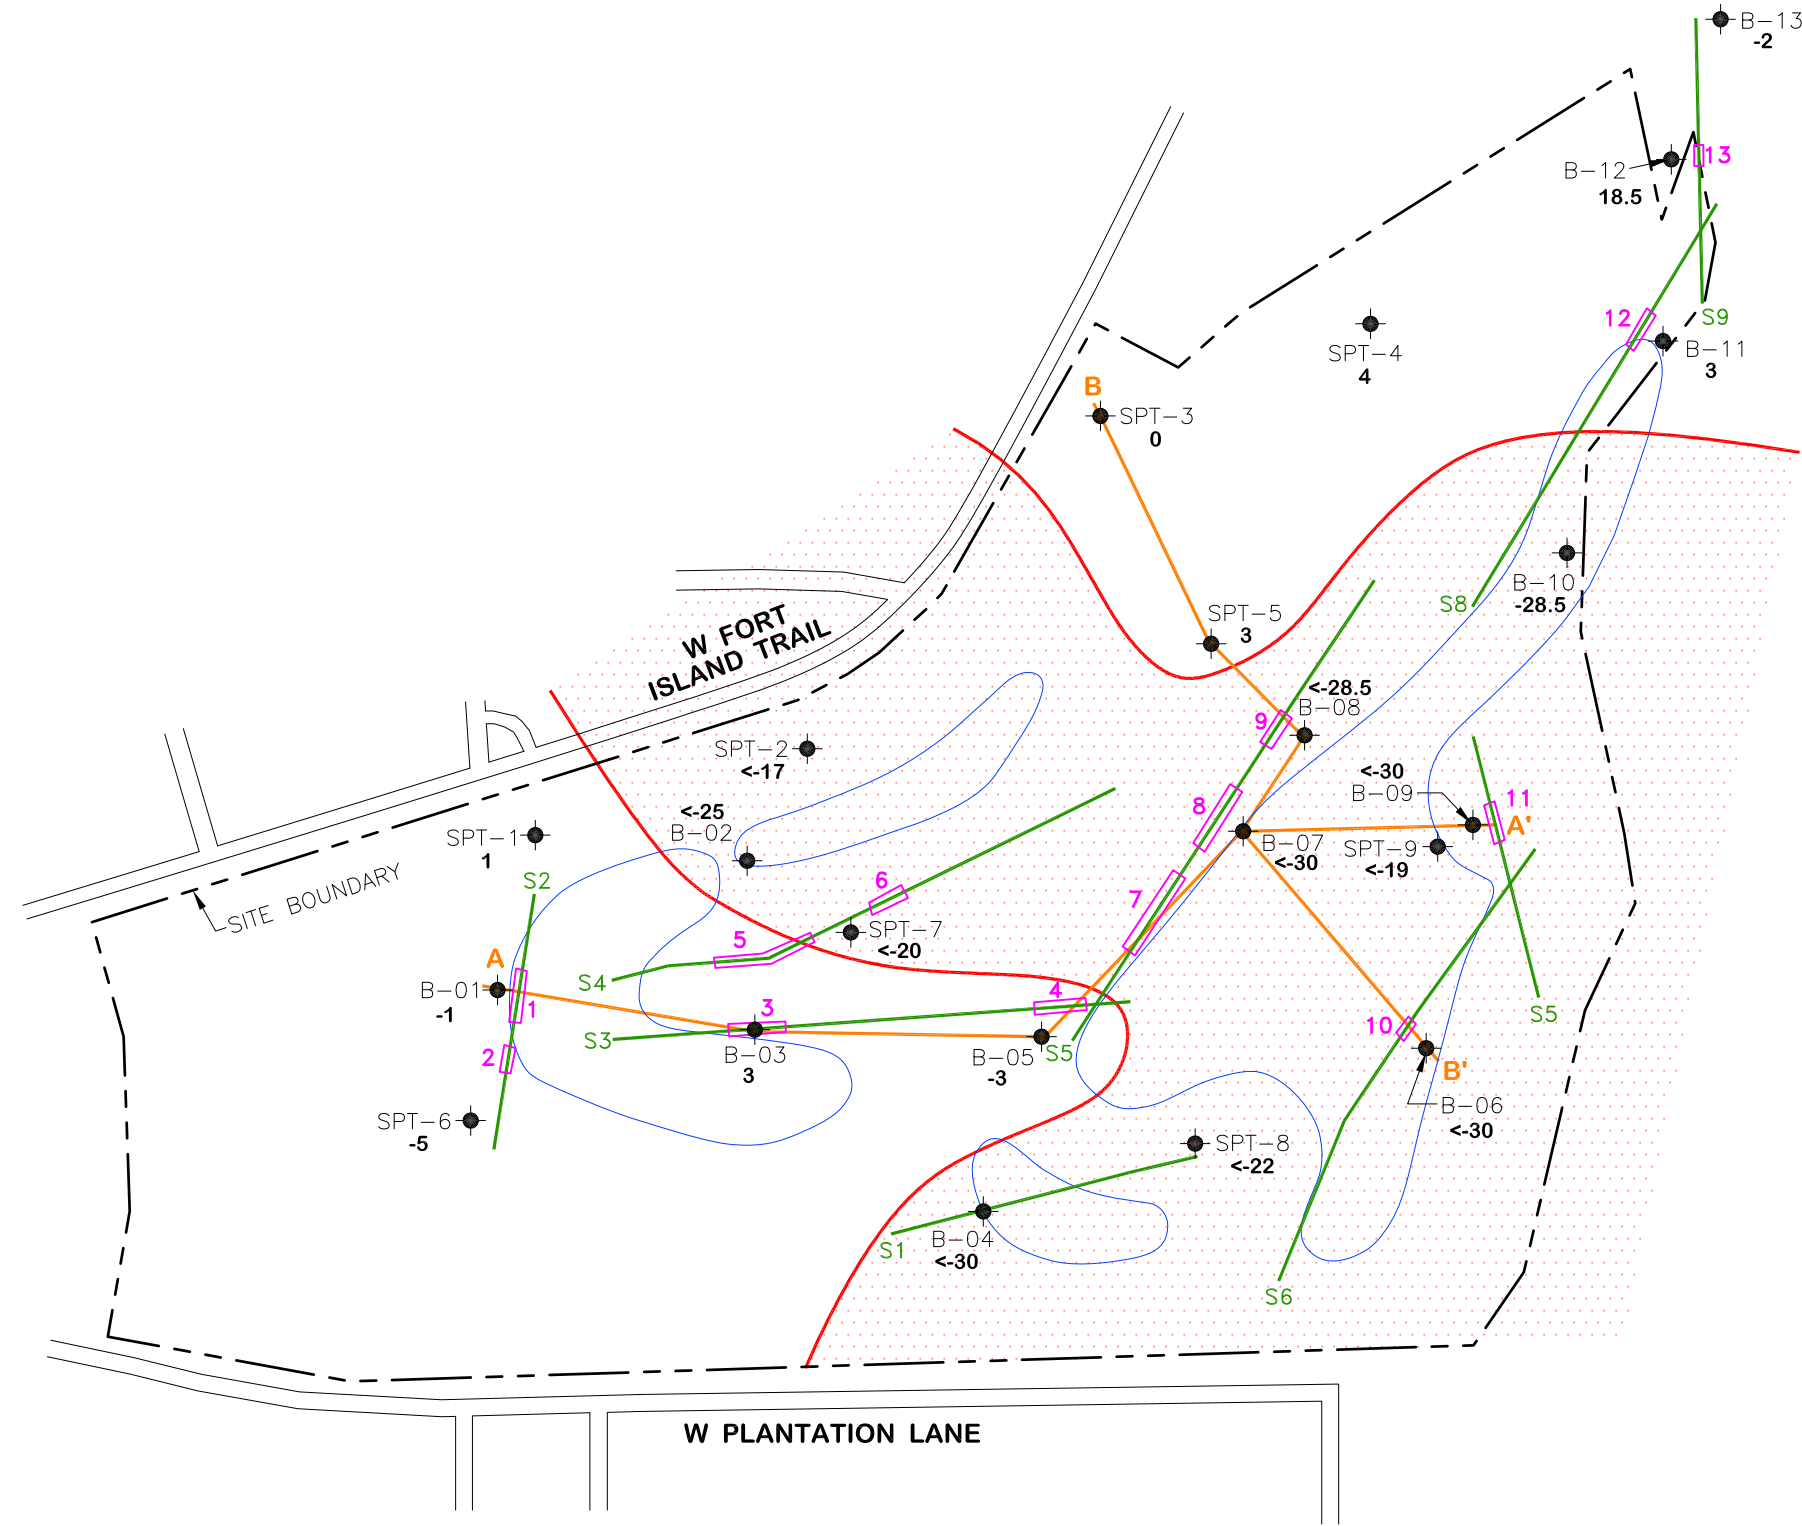 B-13
-2
B-12
18.5
13
12
S9
B-11
3
SPT-4
4
B
SPT-3
0
B-10
-28.5
S8
W FORT
ISLAND TRAIL
SPT-5
3
<-28.5
B-08
9
SPT-2
<-17
<-25
B-02
<-30
B-09
8
11
A'
SPT-1
1
B-07
<-30
SPT-9
<-19
SITE BOUNDARY
S2
6
7
5
SPT-7
<-20
A
S4
B-01
-1
1
4
3
S3
2
B-03
3
B-05
-3
S5
S5
10
B'
B-06
<-30
SPT-6
-5
SPT-8
<-22
S1
B-04
<-30
S6
W PLANTATION LANE